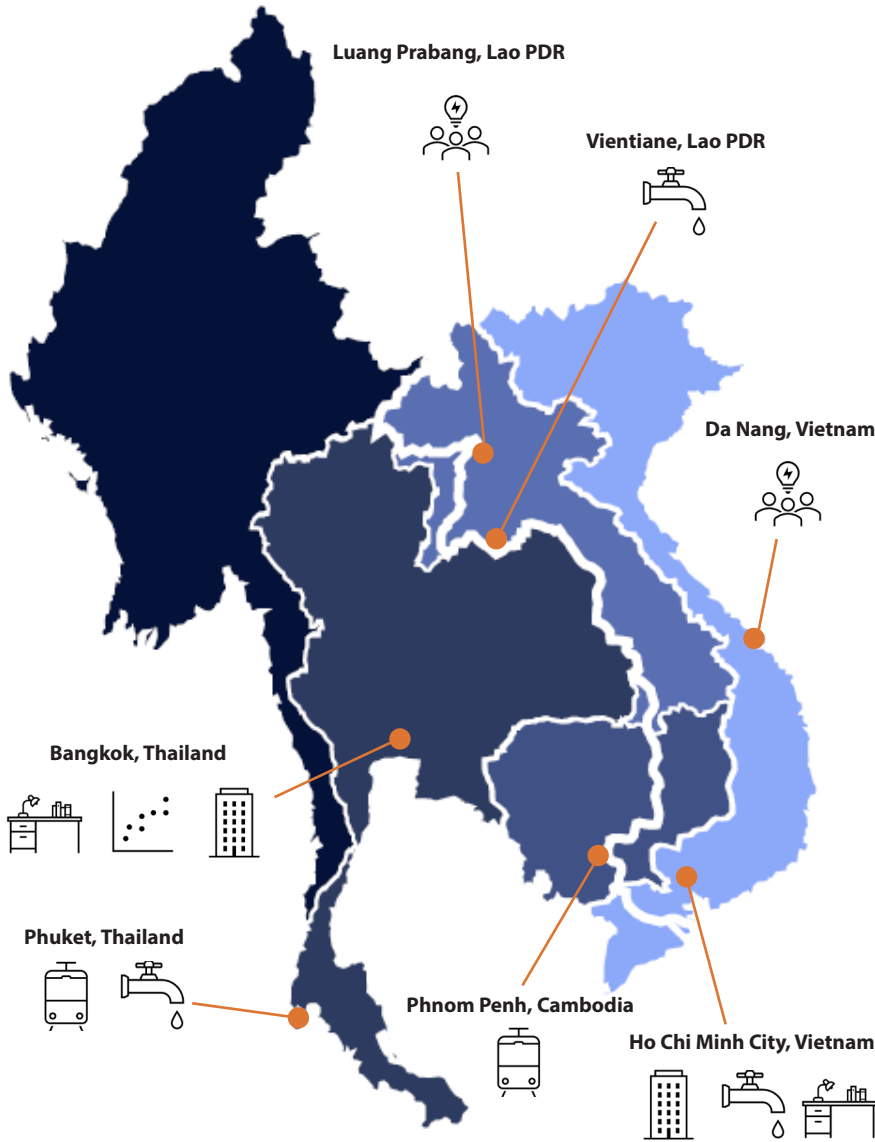 Luang Prabang, Lao PDR
Vientiane, Lao PDR
Da Nang, Vietnam
Bangkok, Thailand
Phuket, Thailand
Phnom Penh, Cambodia
Ho Chi Minh City, Vietnam